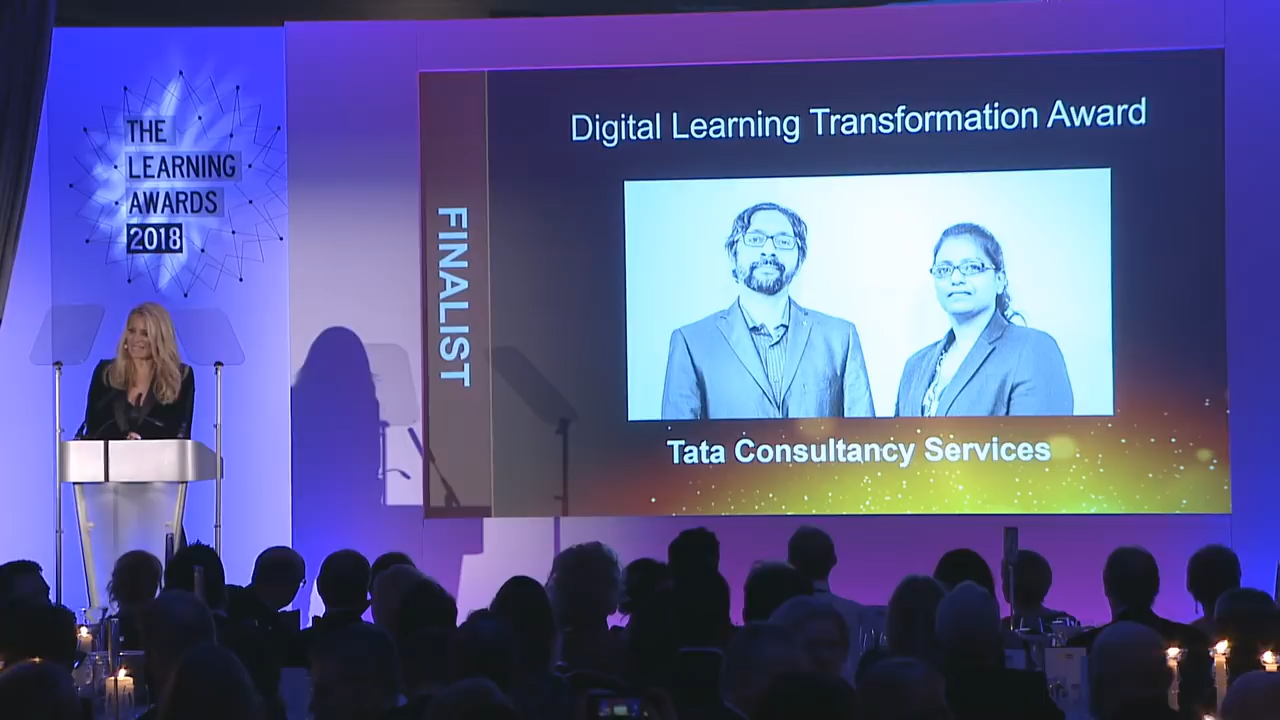 THE
LEARNING
AWARDS
2018
FINALIST
Digital Learning Transformation Award
Tata Consultancy Services